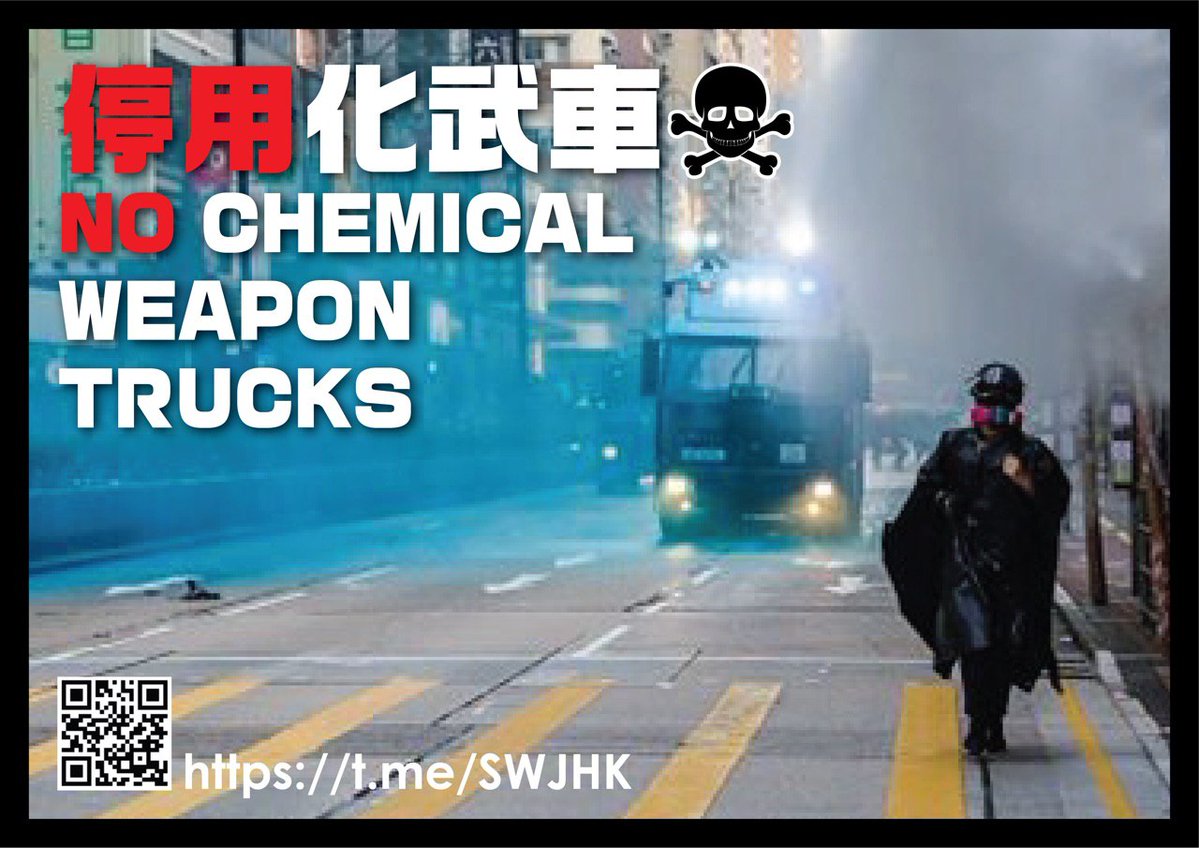 停用化武車
NO CHEMICAL
WEAPON
TRUCKS
https://t.me/SWJHK